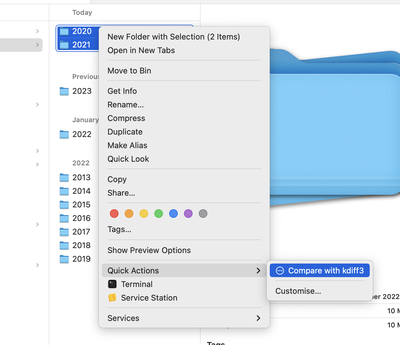 Today
2020
2021
Previous
2023
January
2022
2022
2013
2014
2015
2016
2017
2018
2019
New Folder with Selection (2 Items)
Open in New Tabs
Move to Bin
Get Info
Rename...
Compress
Duplicate
Make Alias
Quick Look
Copy
Share...
Tags...
Show Preview Options
Quick Actions
Terminal
Service Station
Services
Compare with kdiff3
Customise...
2022
10 M
10 M
Tags